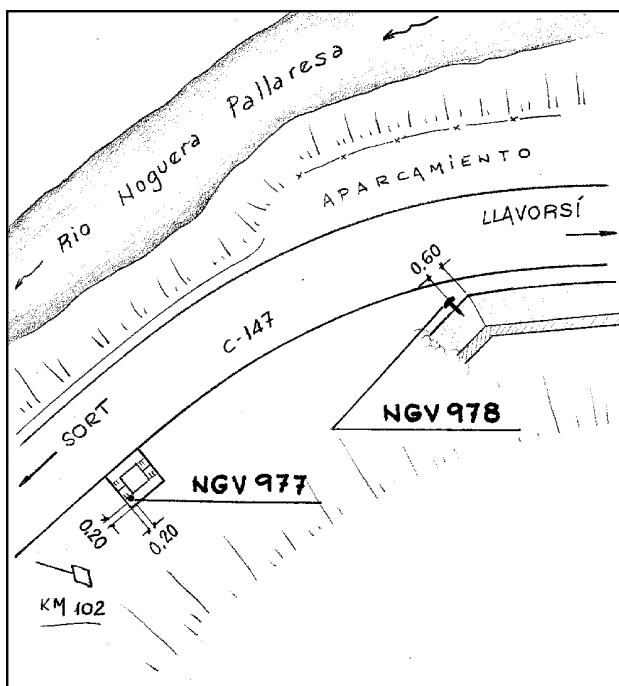 Rio Noguera Pallaresa
APARCAMIENTO
LLAVORSÍ
0,60
C-147
NGV 978
SORT
NGV 977
0,20
0,20
KM 102